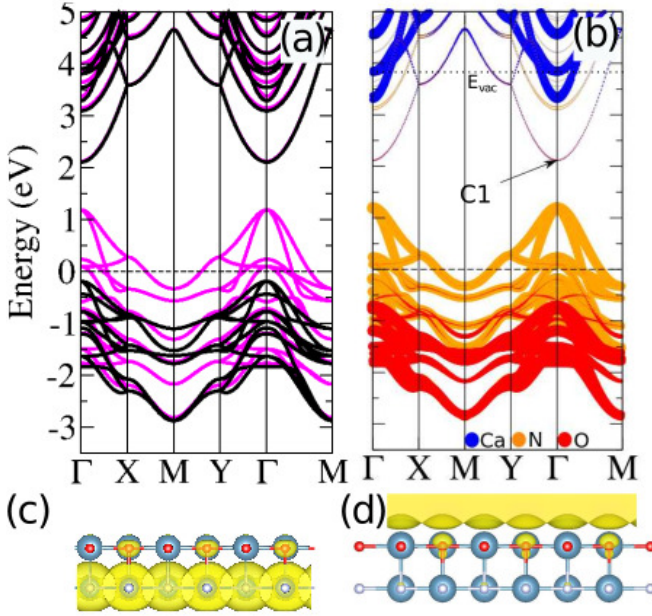 5
4
3
2
1
0
-1
-2
-3
Energy (eV)
(a)
Γ X M Y Γ M
(b)
E_vac
C1
Ca N O
Γ X M Y Γ M
(c)
(d)